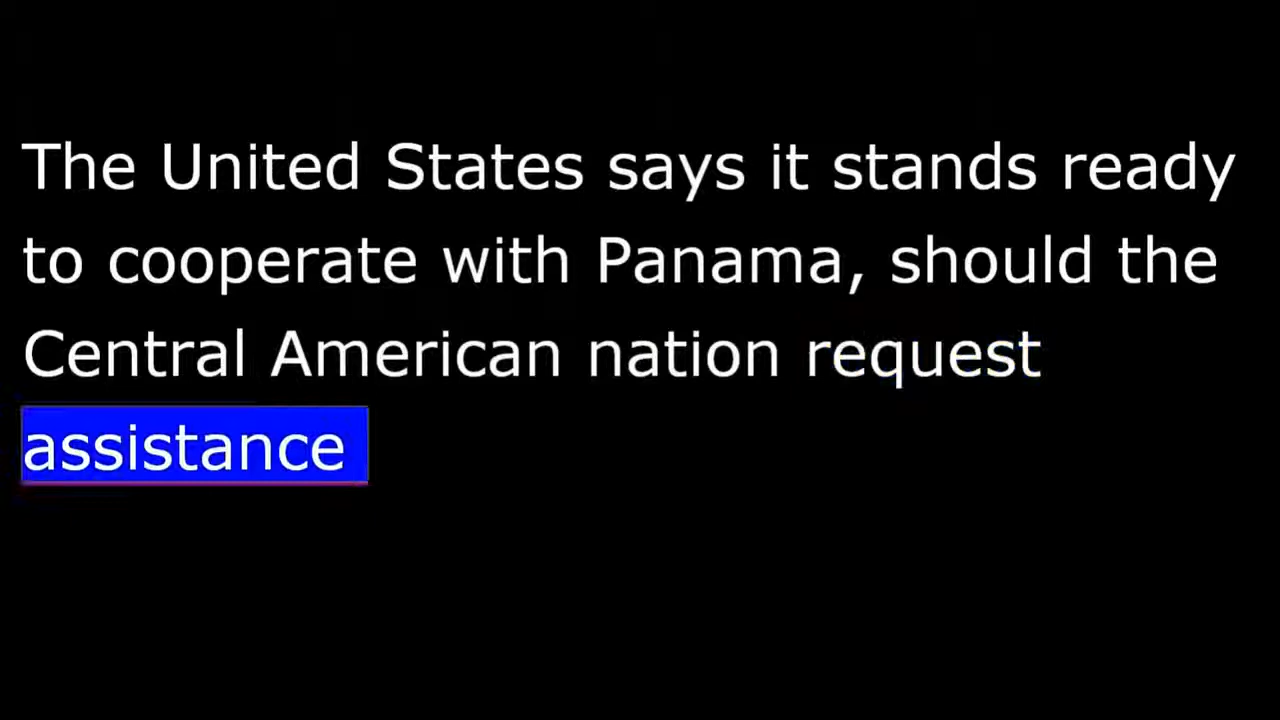 The United States says it stands ready
to cooperate with Panama, should the
Central American nation request
assistance